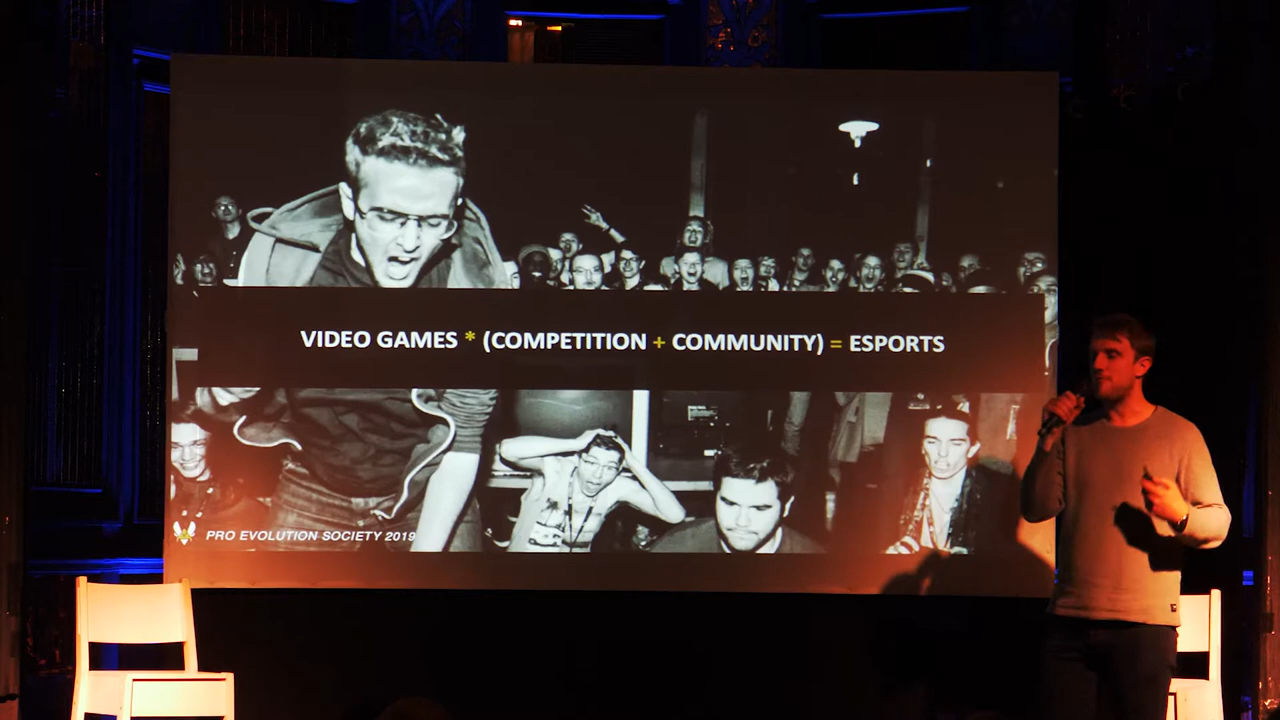 VIDEO GAMES * (COMPETITION + COMMUNITY) = ESPORTS
PRO EVOLUTION SOCIETY 2019